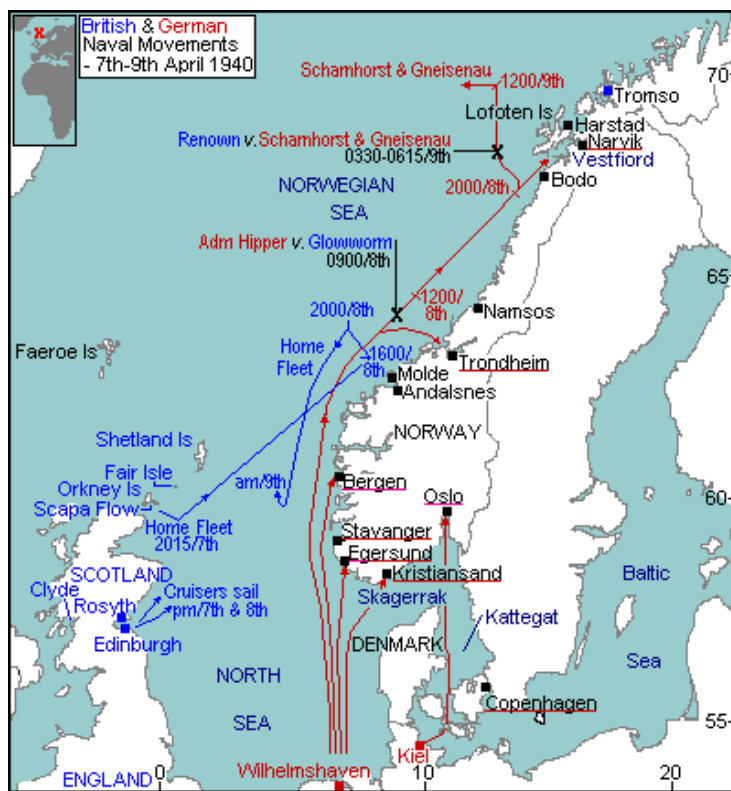 British & German
Naval Movements
- 7th-9th April 1940
x
Scharnhorst & Gneisenau
1200/9th
70
Tromso
Lofoten Is
Harstad
Renown v. Scharnhorst & Gneisenau
0330-0615/9th
Narvik
Vestfiord
Bodo
2000/8th
NORWEGIAN
SEA
Adm Hipper v. Glowworm
0900/8th
65
1200/
8th
2000/8th
Namsos
Home
Fleet
Faeroe Is
1600/
8th
Trondheim
Molde
Andalsnes
NORWAY
Shetland Is
Fair Isle
Orkney Is
Scapa Flow
am/9th
Bergen
Oslo
60
Home Fleet
2015/7th
Stavanger
Egersund
Kristiansand
SCOTLAND
Clyde
Rosyth
Cruisers sail
pm/7th & 8th
Edinburgh
Skagerrak
Baltic
Sea
Kattegat
DENMARK
NORTH
SEA
Copenhagen
55
Kiel
Wilhelmshaven
ENGLAND
0
10
20